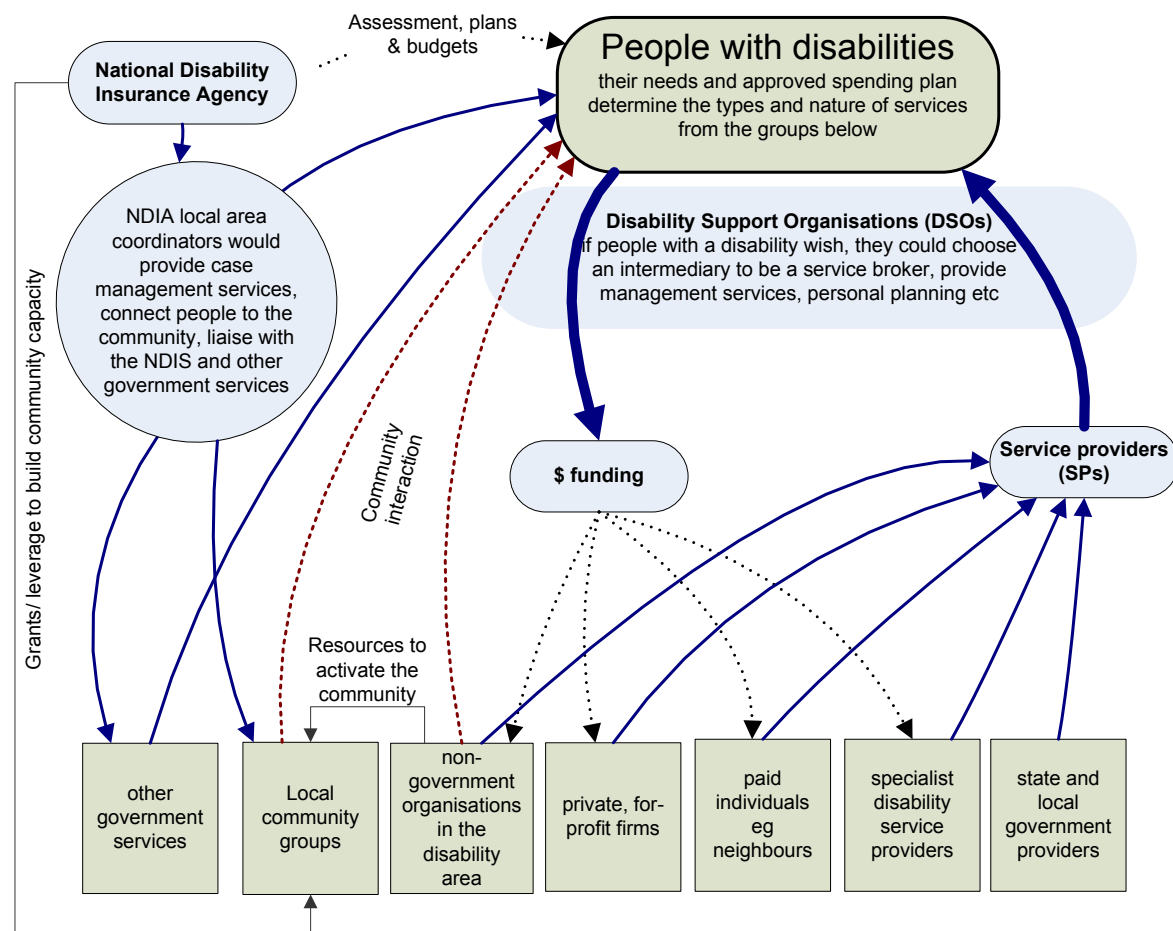 Assessment, plans
& budgets
National Disability
Insurance Agency
People with disabilities
their needs and approved spending plan
determine the types and nature of services
from the groups below
NDIA local area
coordinators would
provide case
management services,
connect people to the
community, liaise with
the NDIS and other
government services
Disability Support Organisations (DSOs)
if people with a disability wish, they could choose
an intermediary to be a service broker, provide
management services, personal planning etc
Grants/ leverage to build community capacity
Community
interaction
$ funding
Service providers
(SPs)
Resources to
activate the
community
other
government
services
Local
community
groups
non-
government
organisations
in the
disability
area
private, for-
profit firms
paid
individuals
eg
neighbours
specialist
disability
service
providers
state and
local
government
providers